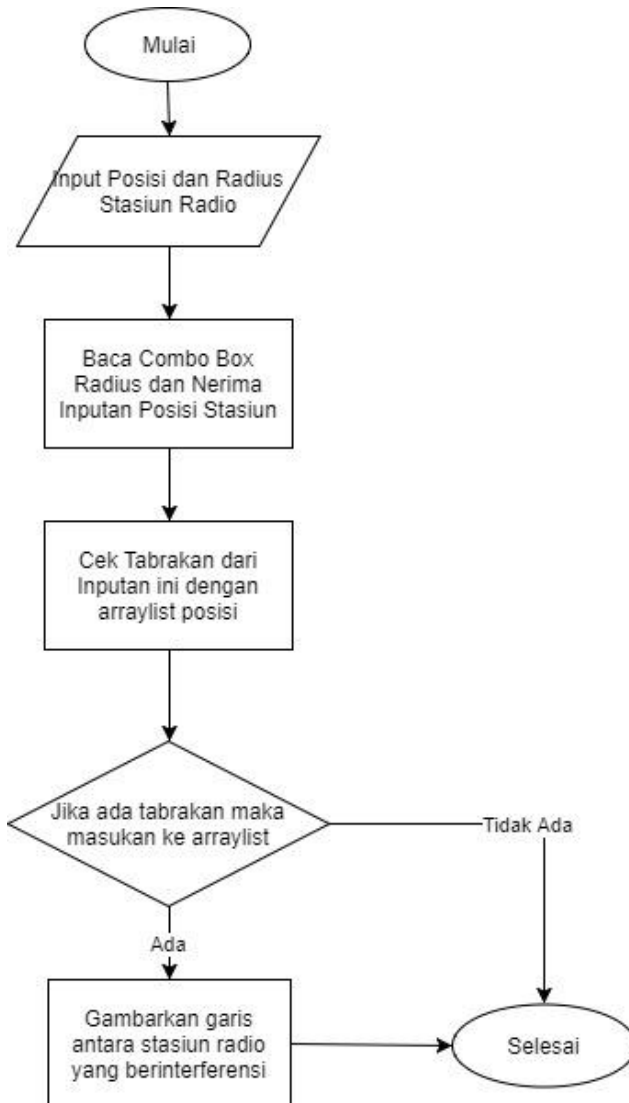 Mulai
Input Posisi dan Radius
Stasiun Radio
Baca Combo Box
Radius dan Nerima
Inputan Posisi Stasiun
Cek Tabrakan dari
Inputan ini dengan
arraylist posisi
Jika ada tabrakan maka
masukan ke arraylist
Tidak Ada
Ada
Gambarkan garis
antara stasiun radio
yang berinterferensi
Selesai